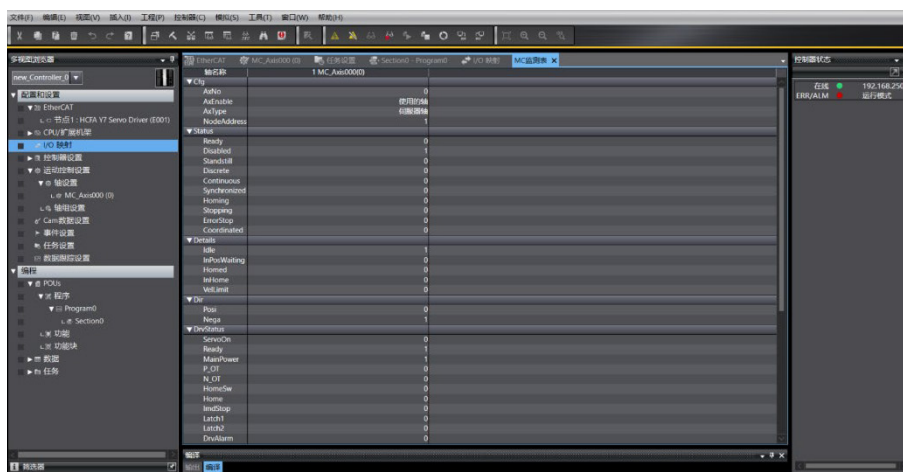 文件(F) 编辑(E) 视图(V) 插入(I) 工程(P) 控制器(C) 模拟(S) 工具(T) 窗口(W) 帮助(H)
多视图浏览器
new_Controller_0
配置和设置
EtherCAT
节点1 : HCFA Y7 Servo Driver (E001)
CPU/扩展机架
I/O 映射
控制器设置
运动控制设置
轴设置
MC_Axis000 (0)
轴组设置
Cam数据设置
事件设置
任务设置
数据跟踪设置
编程
POUs
程序
Program0
Section0
功能
功能块
数据
任务
筛选器
EtherCAT MC_Axis000 (0) 任务设置 Section0 - Program0 I/O 映射 MC监测表
轴名称 1 MC_Axis000(0)
Cfg
AxNo 0
AxEnable 使用的轴
AxType 伺服器轴
NodeAddress 1
Status
Ready 0
Disabled 1
Standstill 0
Discrete 0
Continuous 0
Synchronized 0
Homing 0
Stopping 0
ErrorStop 0
Coordinated 0
Details
Idle 1
InPosWaiting 0
Homed 0
InHome 0
VelLimit 0
Dir
Posi 0
Nega 1
DrvStatus
ServoOn 0
Ready 1
MainPower 1
P_OT 0
N_OT 0
HomeSw 0
Home 0
ImdStop 0
Latch1 0
Latch2 0
DrvAlarm 0
编译
输出 编译
控制器状态
在线 192.168.250
ERR/ALM 运行模式